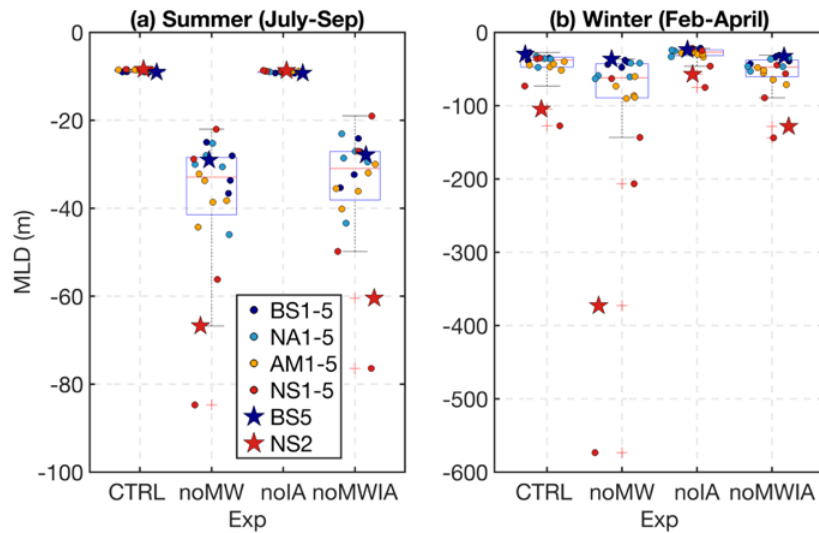 (a) Summer (July-Sep)
0
-20
-40
-60
-80
-100
MLD (m)
BS1-5
NA1-5
AM1-5
NS1-5
BS5
NS2
CTRL noMW noIA noMWIA
Exp
(b) Winter (Feb-April)
0
-100
-200
-300
-400
-500
-600
CTRL noMW noIA noMWIA
Exp